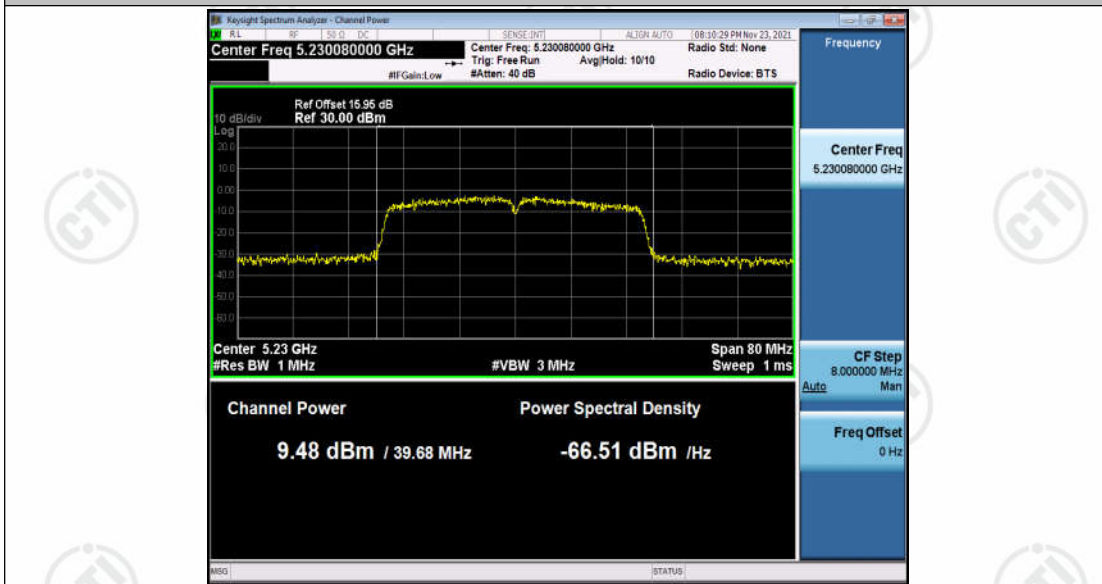 Keysight Spectrum Analyzer - Channel Power
RL RF 50 Ω DC SENSE:INT ALIGN AUTO 08:10:29 PM Nov 23, 2021
Center Freq 5.230080000 GHz
Center Freq: 5.230080000 GHz
Radio Std: None
Trig: Free Run Avg|Hold: 10/10
#IFGain:Low #Atten: 40 dB Radio Device: BTS
Frequency
Ref Offset 15.95 dB
10 dB/div Ref 30.00 dBm
Log
20.0
10.0
0.00
-10.0
-20.0
-30.0
-40.0
-50.0
-60.0
Center 5.23 GHz Span 80 MHz
#Res BW 1 MHz #VBW 3 MHz Sweep 1 ms
Channel Power Power Spectral Density
9.48 dBm / 39.68 MHz -66.51 dBm /Hz
Center Freq
5.230080000 GHz
CF Step
8.000000 MHz
Auto Man
Freq Offset
0 Hz
MSG STATUS
CTI
CTI